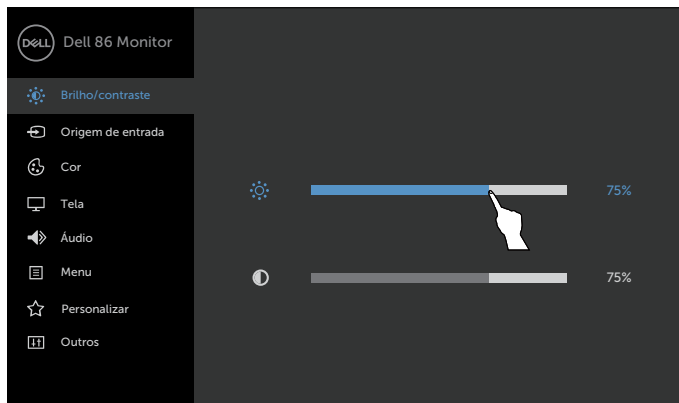 DELL Dell 86 Monitor
Brilho/contraste
Origem de entrada
Cor
Tela
75%
Áudio
Menu
75%
Personalizar
Outros